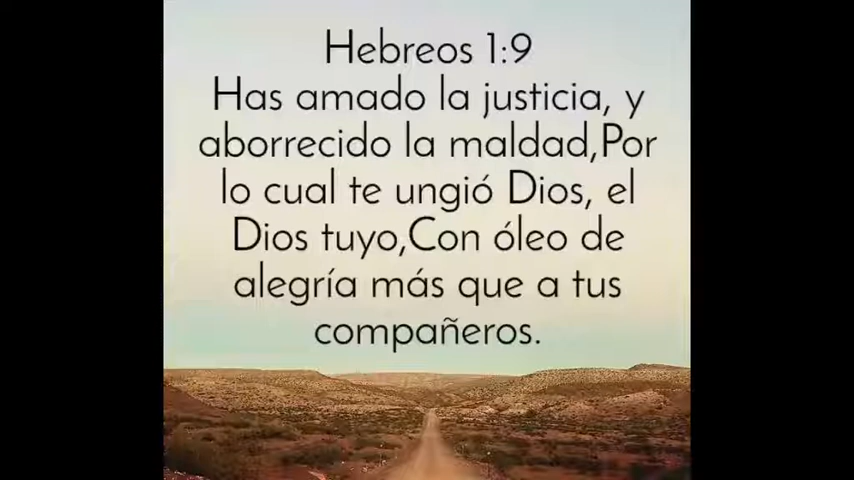 Hebreos 1:9
Has amado la justicia, y
aborrecido la maldad,Por
lo cual te ungió Dios, el
Dios tuyo,Con óleo de
alegría más que a tus
compañeros.